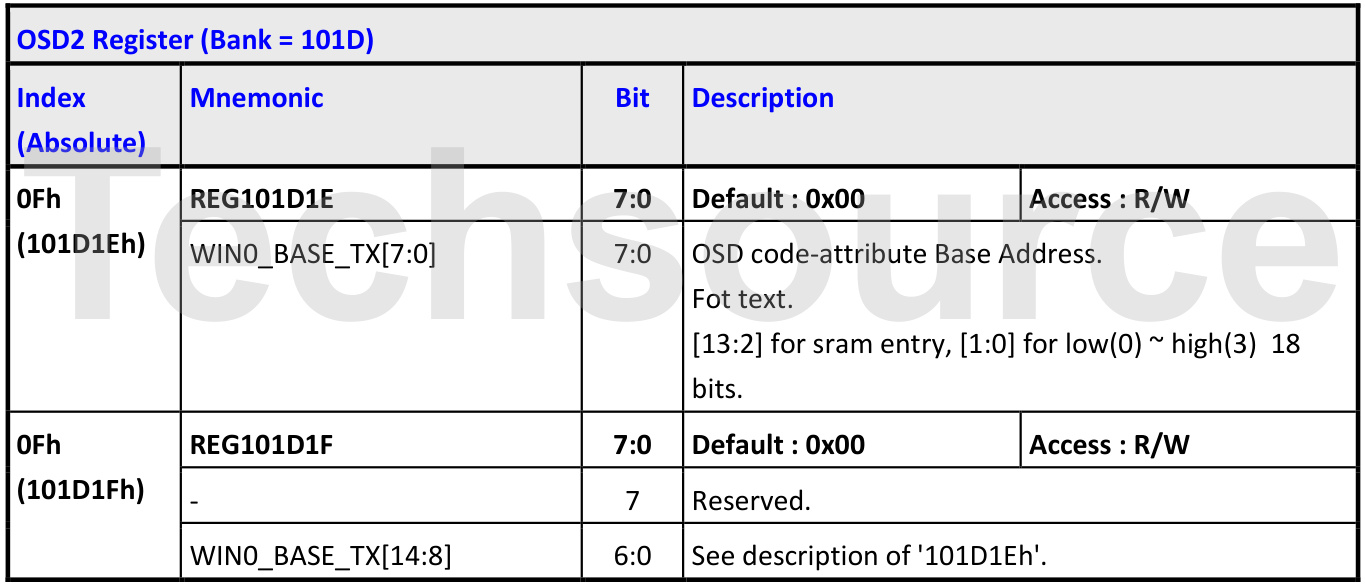 OSD2 Register (Bank = 101D)
Index (Absolute) Mnemonic Bit Description
0Fh (101D1Eh) REG101D1E 7:0 Default : 0x00 Access : R/W
WIN0_BASE_TX[7:0] 7:0 OSD code-attribute Base Address.
Fot text.
[13:2] for sram entry, [1:0] for low(0) ~ high(3) 18
bits.
0Fh (101D1Fh) REG101D1F 7:0 Default : 0x00 Access : R/W
- 7 Reserved.
WIN0_BASE_TX[14:8] 6:0 See description of '101D1Eh'.
Techsource